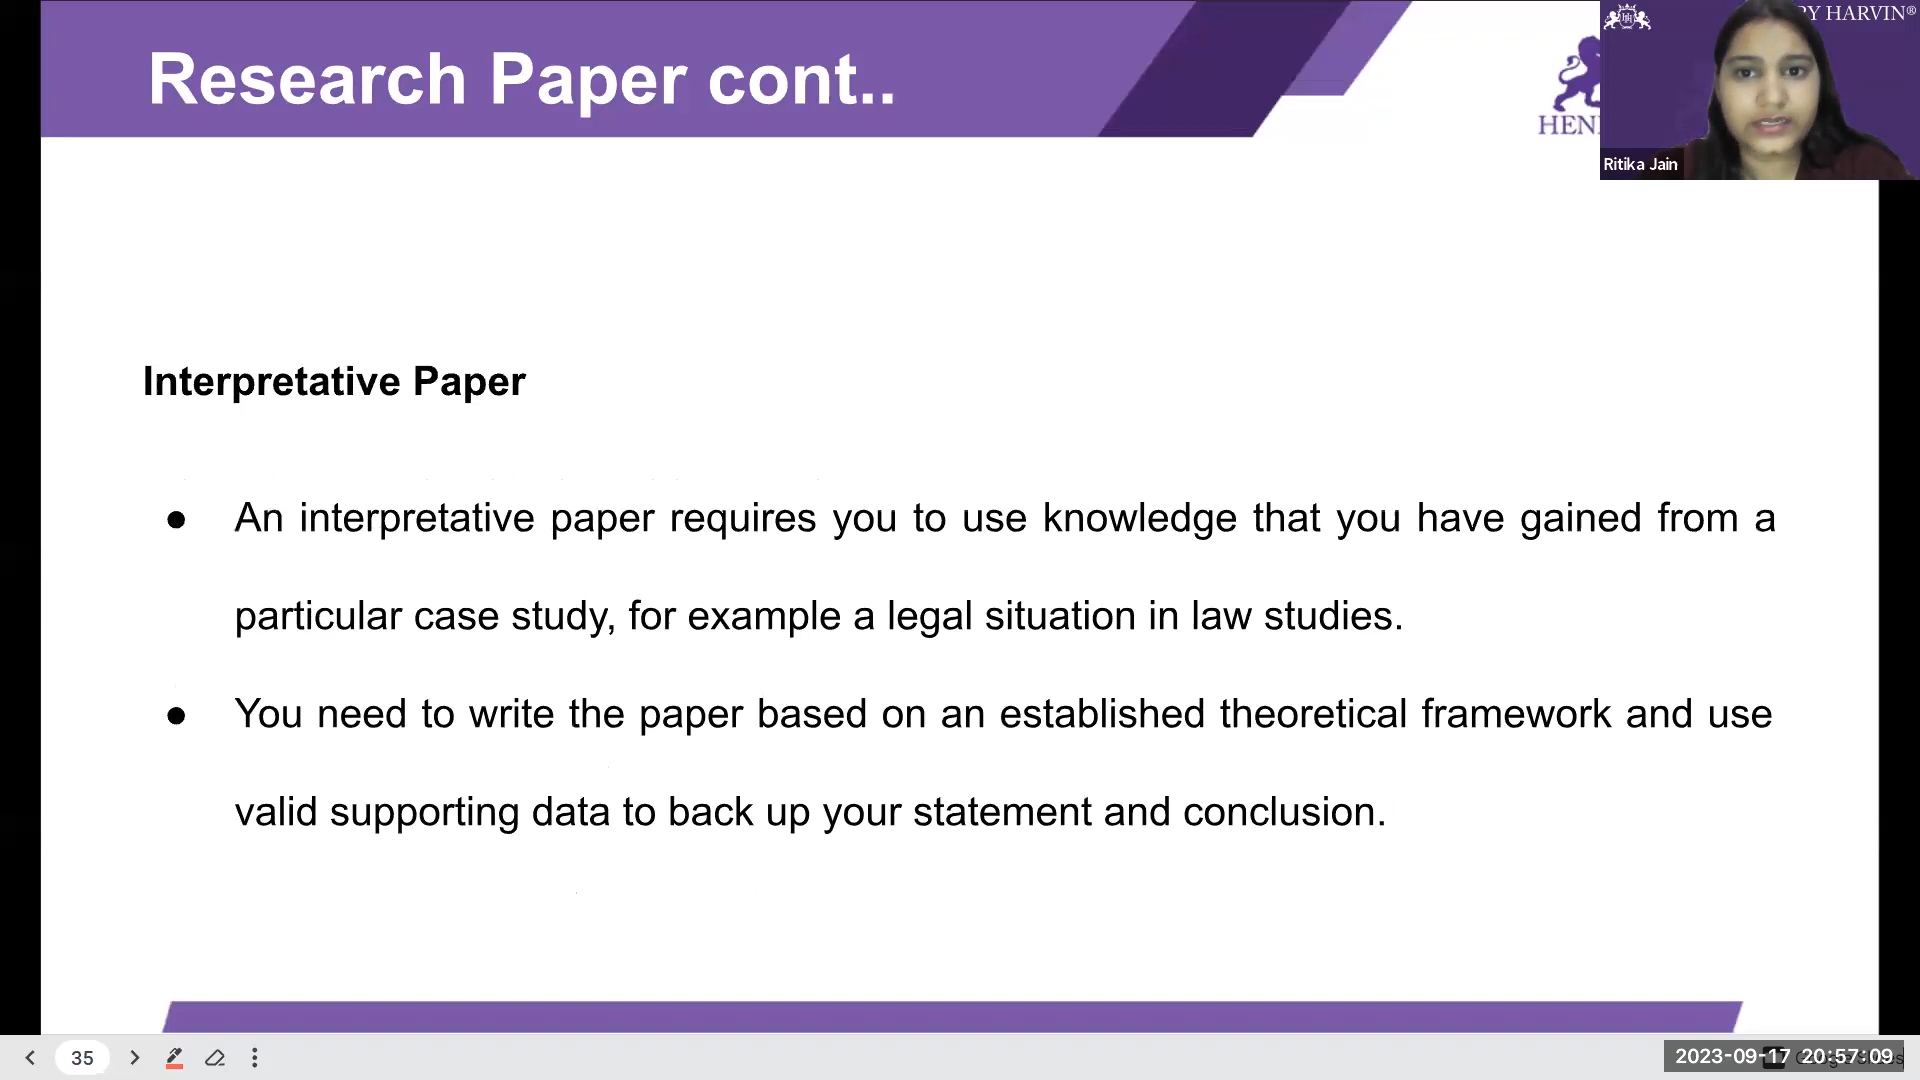 Research Paper cont..
RY HARVIN®
HEN
Ritika Jain
Interpretative Paper
● An interpretative paper requires you to use knowledge that you have gained from a
particular case study, for example a legal situation in law studies.
● You need to write the paper based on an established theoretical framework and use
valid supporting data to back up your statement and conclusion.
35
2023-09-17 20:57:09